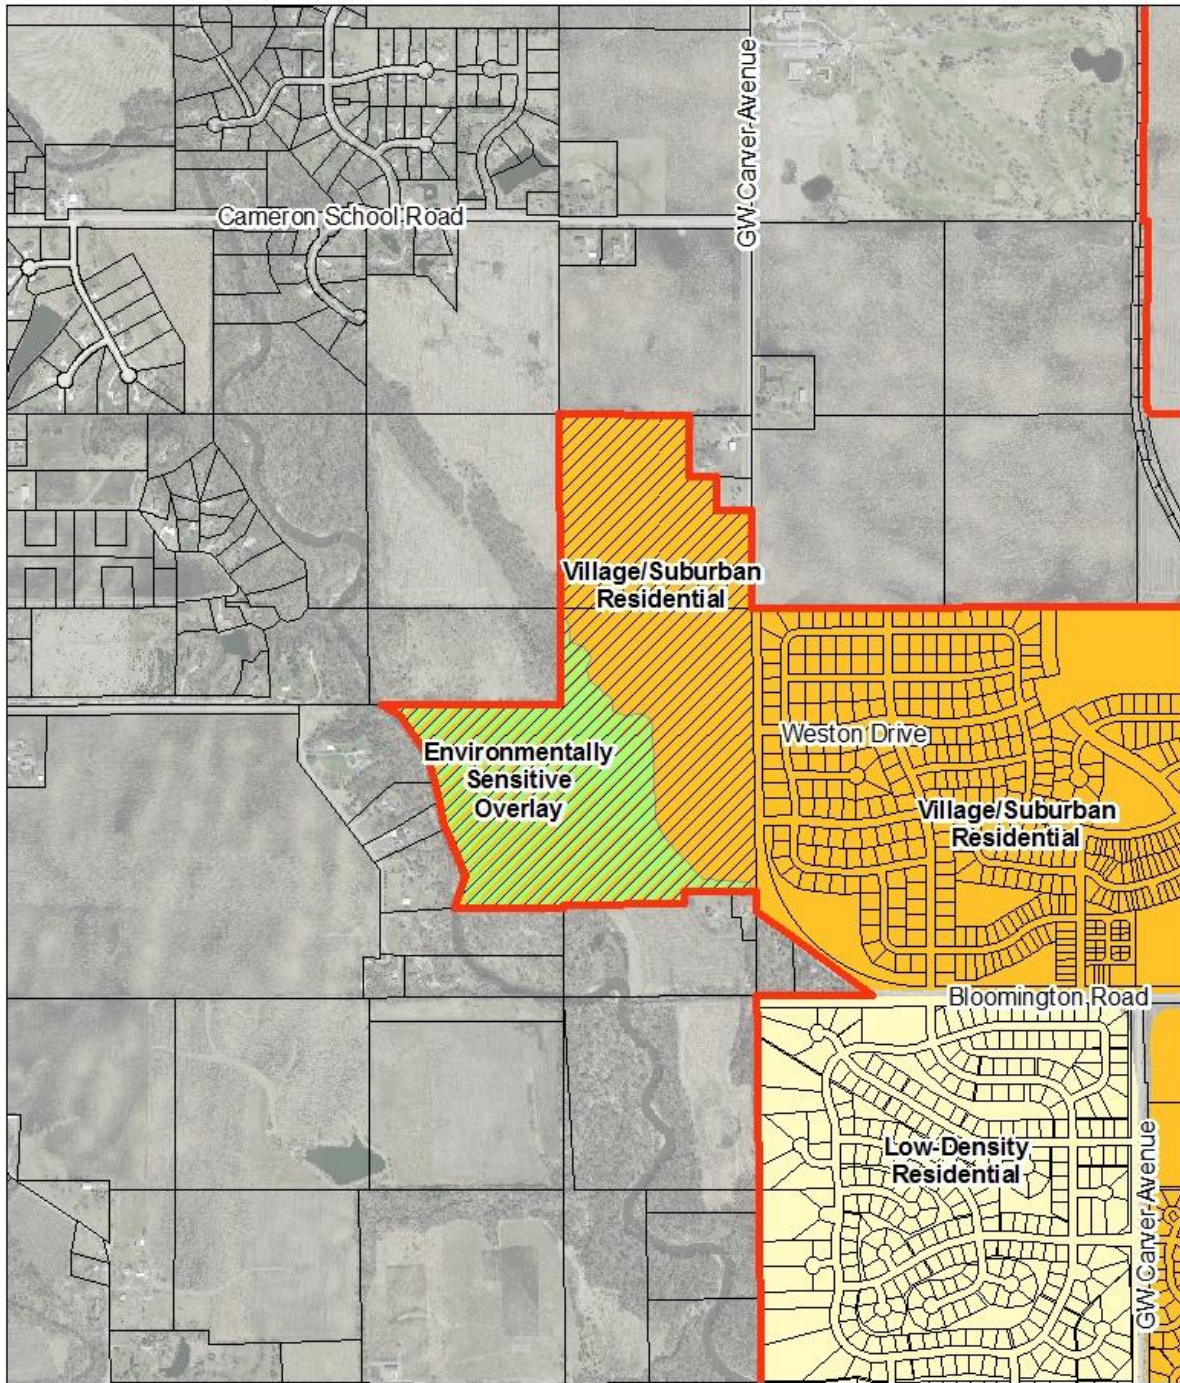 GW Carver Avenue
Cameron School Road
Village/Suburban
Residential
Weston Drive
Environmentally
Sensitive
Overlay
Village/Suburban
Residential
Bloomington Road
Low-Density
Residential
GW Carver Avenue